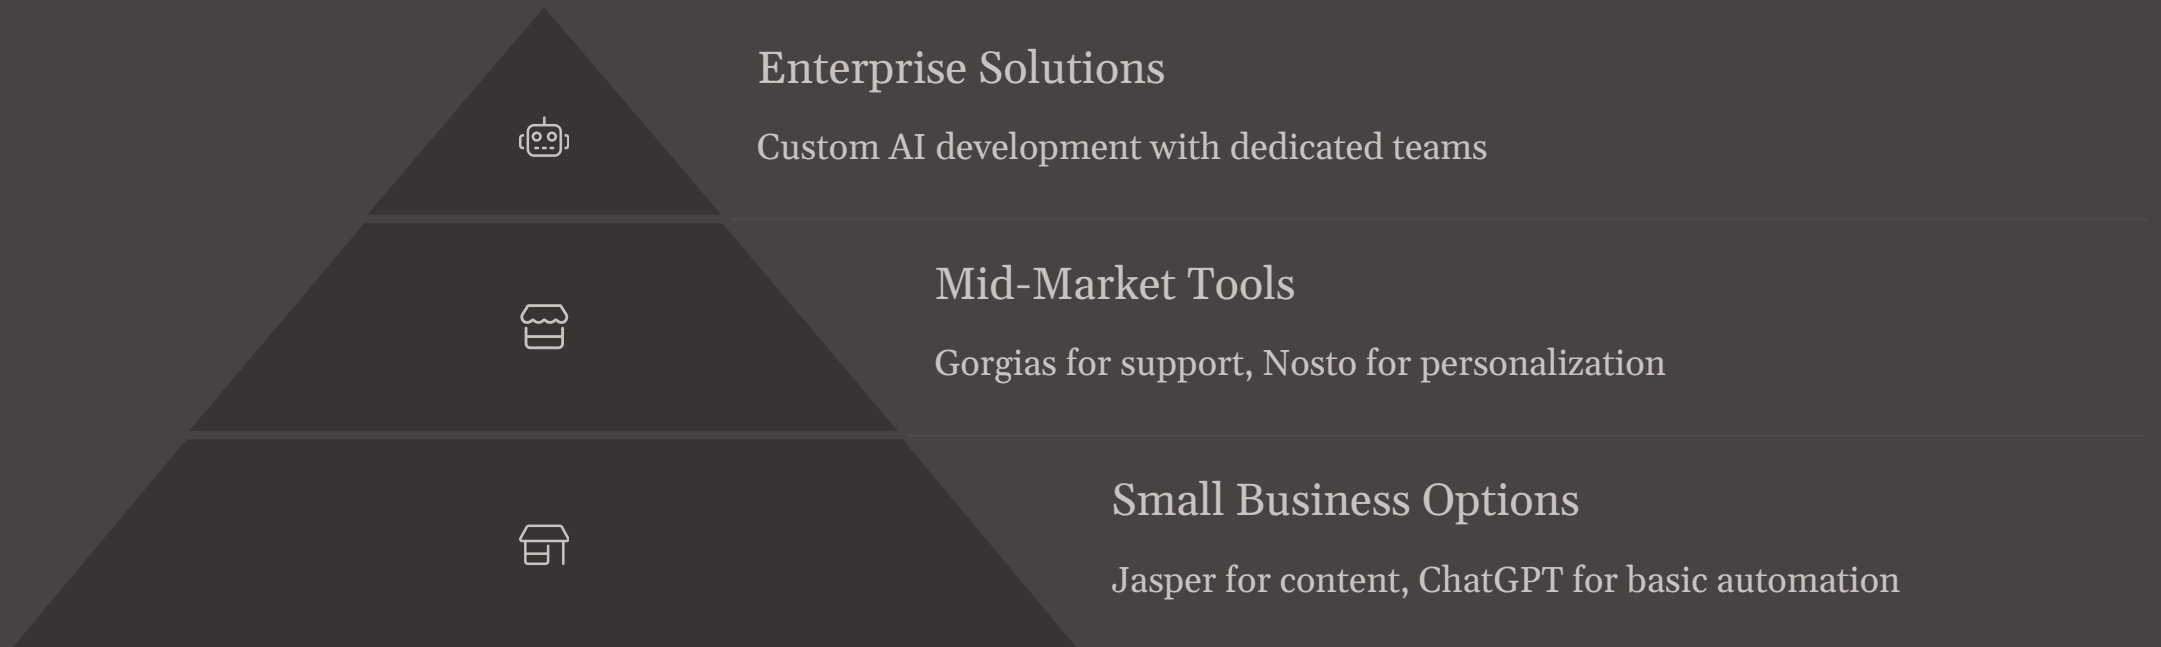 Enterprise Solutions
Custom AI development with dedicated teams
Mid-Market Tools
Gorgias for support, Nosto for personalization
Small Business Options
Jasper for content, ChatGPT for basic automation